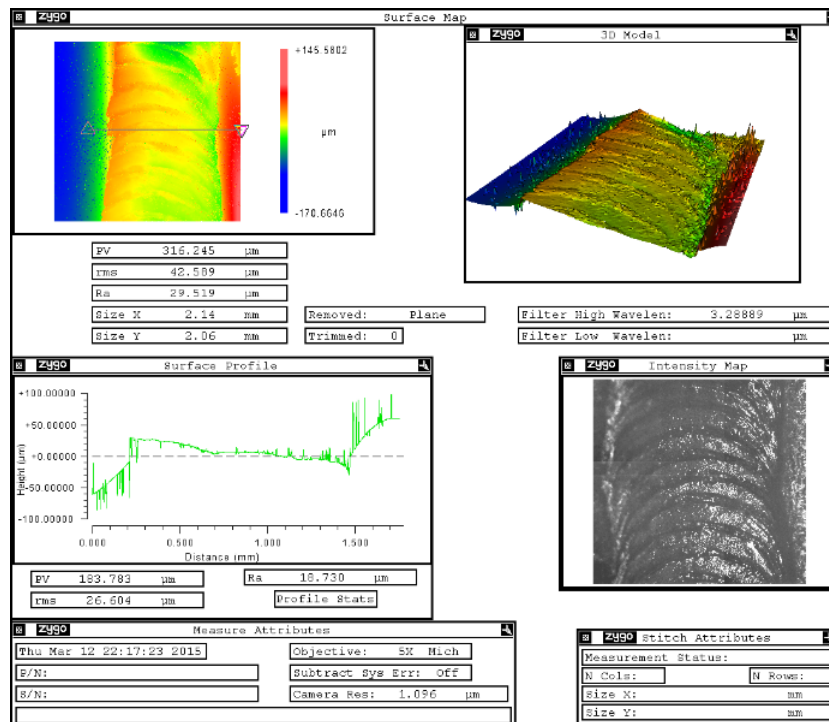 zygo Surface Map
+145.5802
µm
-170.6646
zygo 3D Model
PV 316.245 µm
rms 42.589 µm
Ra 29.519 µm
Size X 2.14 mm
Size Y 2.06 mm
Removed: Plane
Trimmed: 0
Filter High Wavelen: 3.28889 µm
Filter Low Wavelen: µm
zygo Surface Profile
+100.00000
+50.00000
+0.00000
-50.00000
-100.00000
Height (µm)
0.000 0.500 1.000 1.500
Distance (mm)
PV 183.783 µm
rms 26.604 µm
Ra 18.730 µm
Profile Stats
zygo Intensity Map
zygo Measure Attributes
Thu Mar 12 22:17:23 2015
P/N:
S/N:
Objective: 5X Mich
Subtract Sys Err: Off
Camera Res: 1.096 µm
zygo Stitch Attributes
Measurement Status:
N Cols: N Rows:
Size X: mm
Size Y: mm